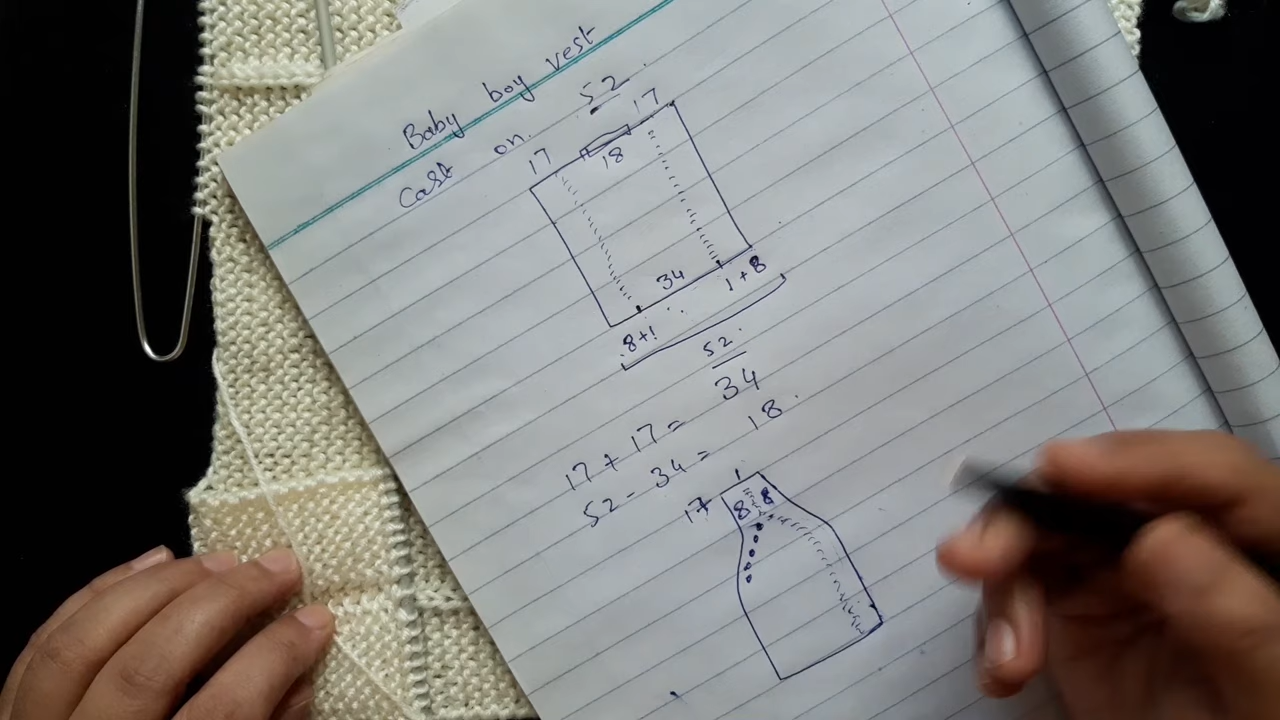 Baby boy vest
Cast on. 52.
17 18 17
8+1 34 1+8
52.
17 + 17 = 34
52 - 34 = 18.
1
17 8 8